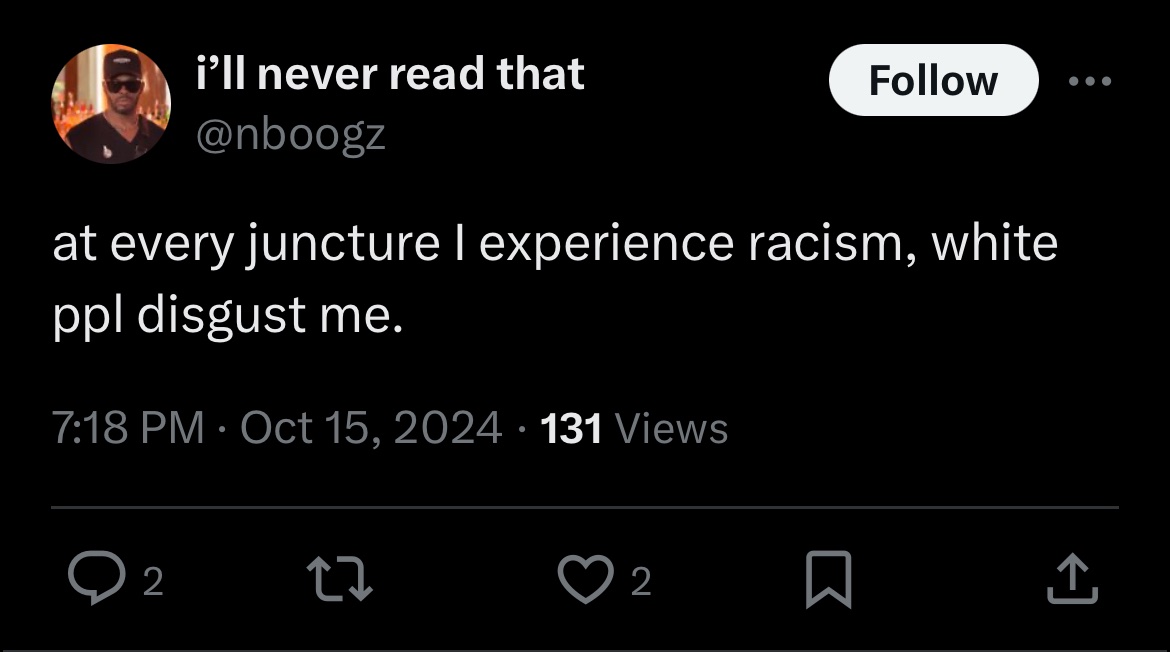 i’ll never read that
Follow
@nboogz
at every juncture I experience racism, white
ppl disgust me.
7:18 PM · Oct 15, 2024 · 131 Views
2
2